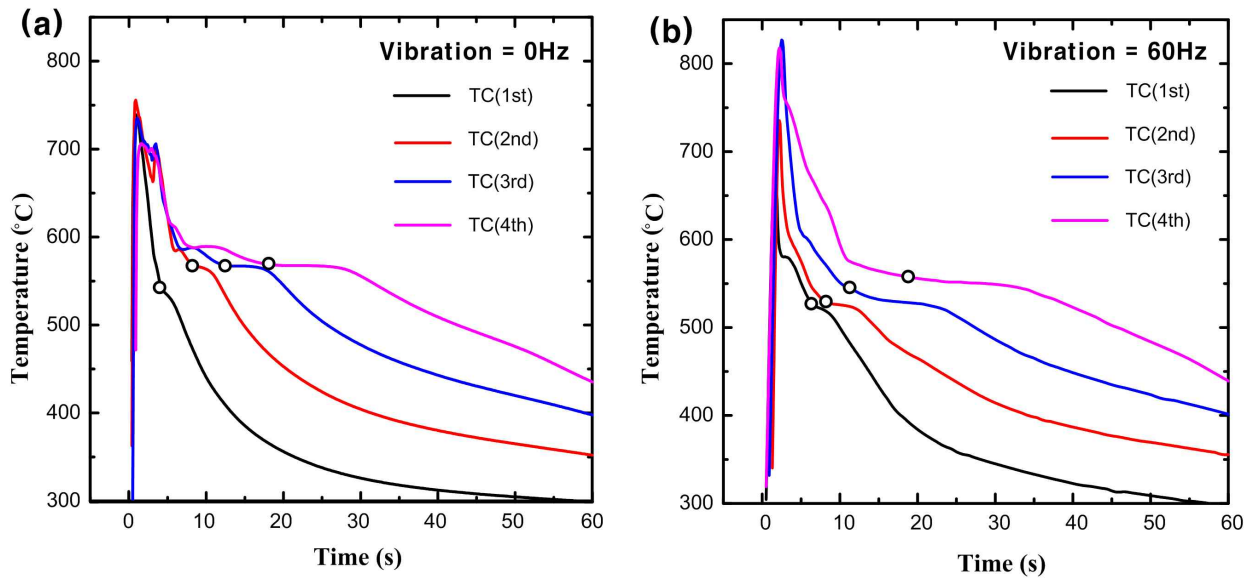 (a)
Vibration = 0Hz
TC(1st)
TC(2nd)
TC(3rd)
TC(4th)
Temperature (°C)
800
700
600
500
400
300
0 10 20 30 40 50 60
Time (s)
(b)
Vibration = 60Hz
TC(1st)
TC(2nd)
TC(3rd)
TC(4th)
Temperature (°C)
800
700
600
500
400
300
0 10 20 30 40 50 60
Time (s)